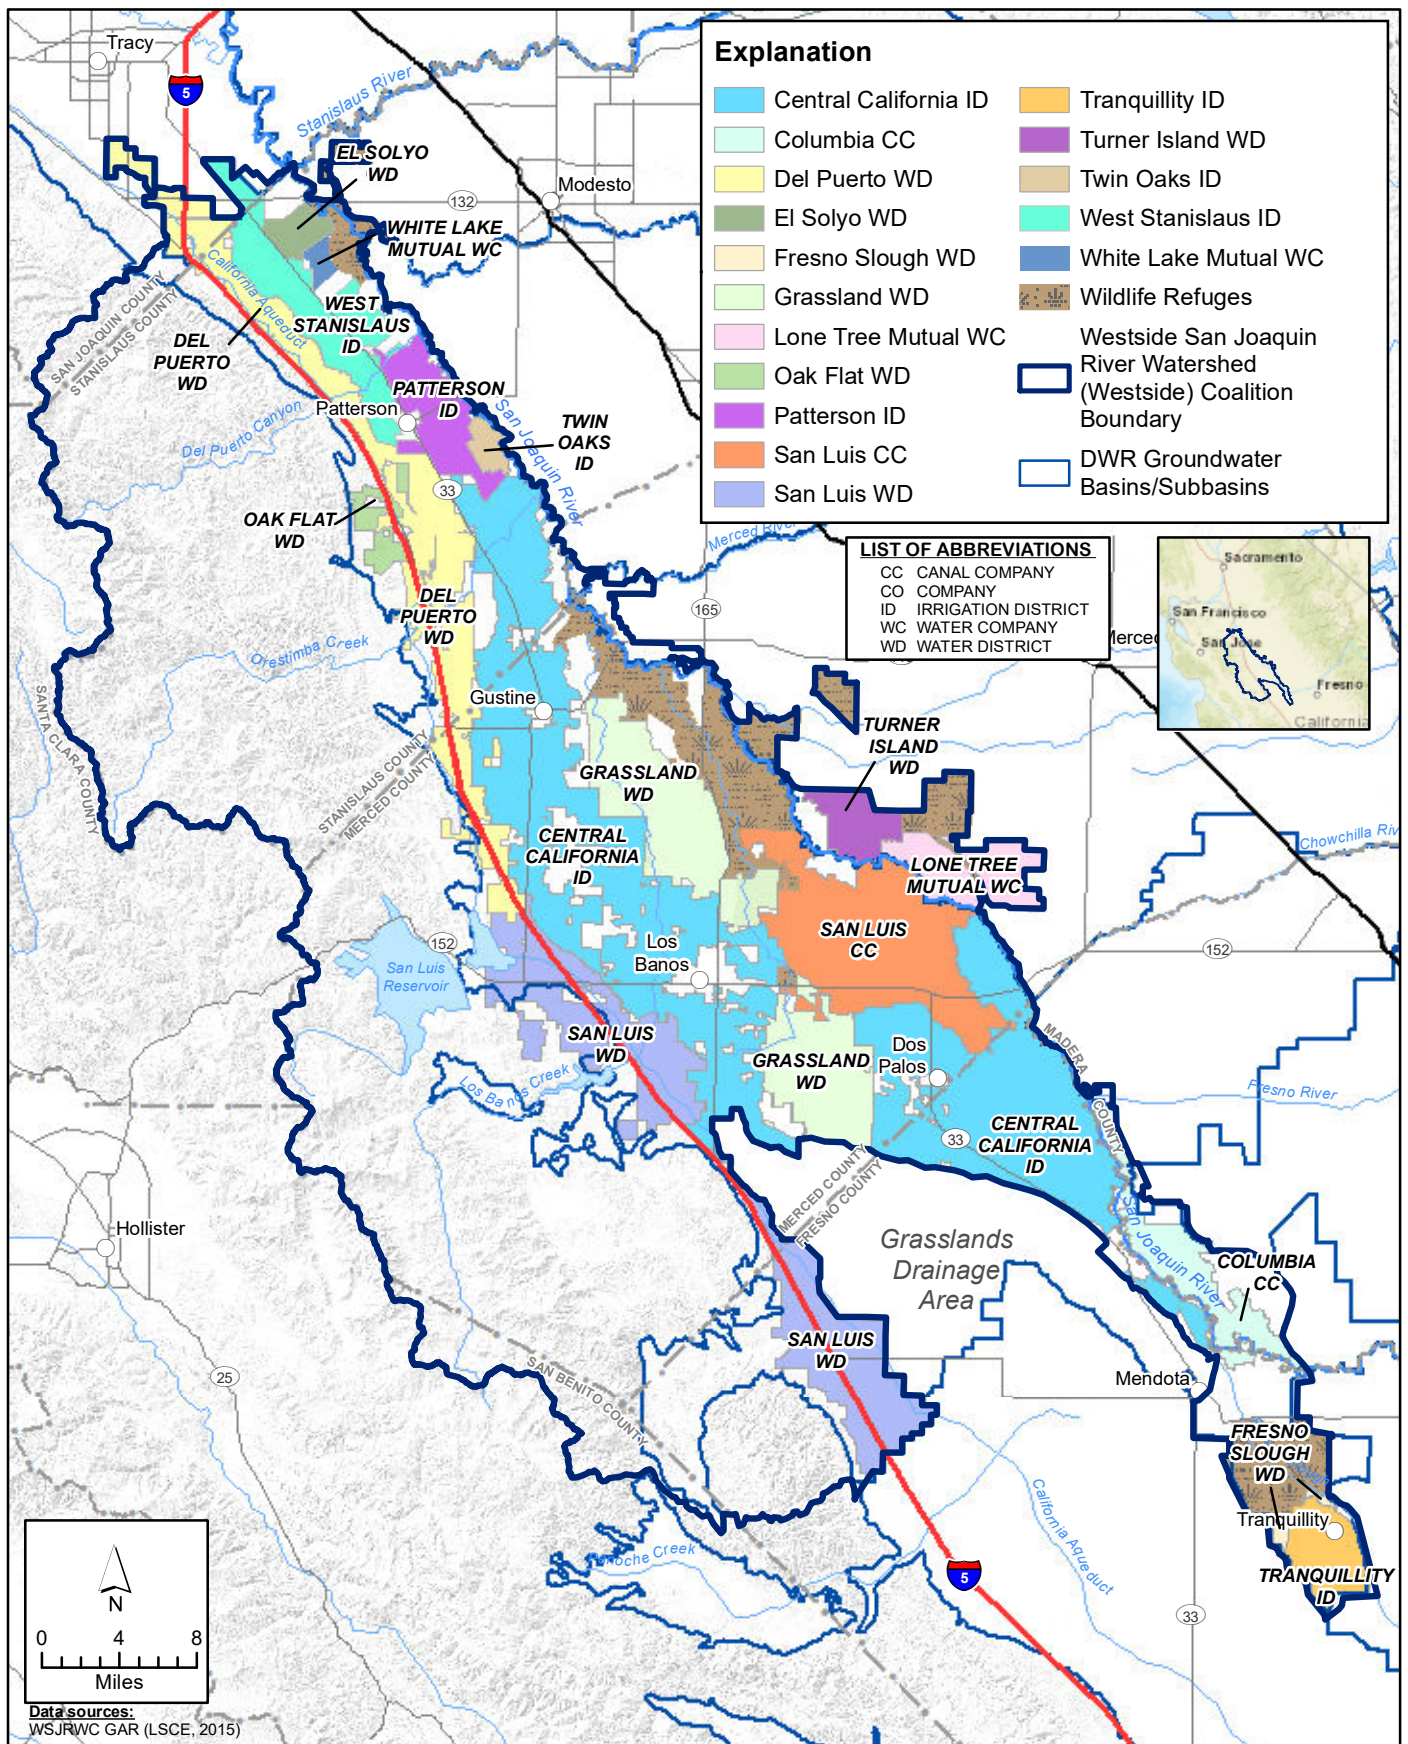 Explanation
Central California ID
Columbia CC
Del Puerto WD
El Solyo WD
Fresno Slough WD
Grassland WD
Lone Tree Mutual WC
Oak Flat WD
Patterson ID
San Luis CC
San Luis WD
Tranquillity ID
Turner Island WD
Twin Oaks ID
West Stanislaus ID
White Lake Mutual WC
Wildlife Refuges
Westside San Joaquin
River Watershed
(Westside) Coalition
Boundary
DWR Groundwater
Basins/Subbasins
LIST OF ABBREVIATIONS
CC CANAL COMPANY
CO COMPANY
ID IRRIGATION DISTRICT
WC WATER COMPANY
WD WATER DISTRICT
Sacramento
San Francisco
San Jose
Fresno
California
Tracy
5
Stanislaus River
EL SOLYO
WD
132
Modesto
WHITE LAKE
MUTUAL WC
California Aqueduct
SAN JOAQUIN COUNTY
STANISLAUS COUNTY
WEST
STANISLAUS
ID
DEL
PUERTO
WD
PATTERSON
ID
Patterson
San Joaquin River
Del Puerto Canyon
TWIN
OAKS
ID
33
OAK FLAT
WD
Merced River
165
Merced
DEL
PUERTO
WD
Orestimba Creek
SANTA CLARA COUNTY
Gustine
TURNER
ISLAND
WD
STANISLAUS COUNTY
MERCED COUNTY
GRASSLAND
WD
CENTRAL
CALIFORNIA
ID
Chowchilla Riv
LONE TREE
MUTUAL WC
SAN LUIS
CC
152
152
Los
Banos
San Luis
Reservoir
SAN LUIS
WD
GRASSLAND
WD
Dos
Palos
MADERA
COUNTY
Los Banos Creek
Fresno River
33
CENTRAL
CALIFORNIA
ID
MERCED COUNTY
FRESNO COUNTY
Hollister
San Joaquin River
Grasslands
Drainage
Area
COLUMBIA
CC
SAN LUIS
WD
Mendota
25
SAN BENITO COUNTY
FRESNO
SLOUGH
WD
Tranquillity
California Aqueduct
Panoche Creek
5
TRANQUILLITY
ID
33
N
0 4 8
Miles
Data sources:
WSJRWC GAR (LSCE, 2015)